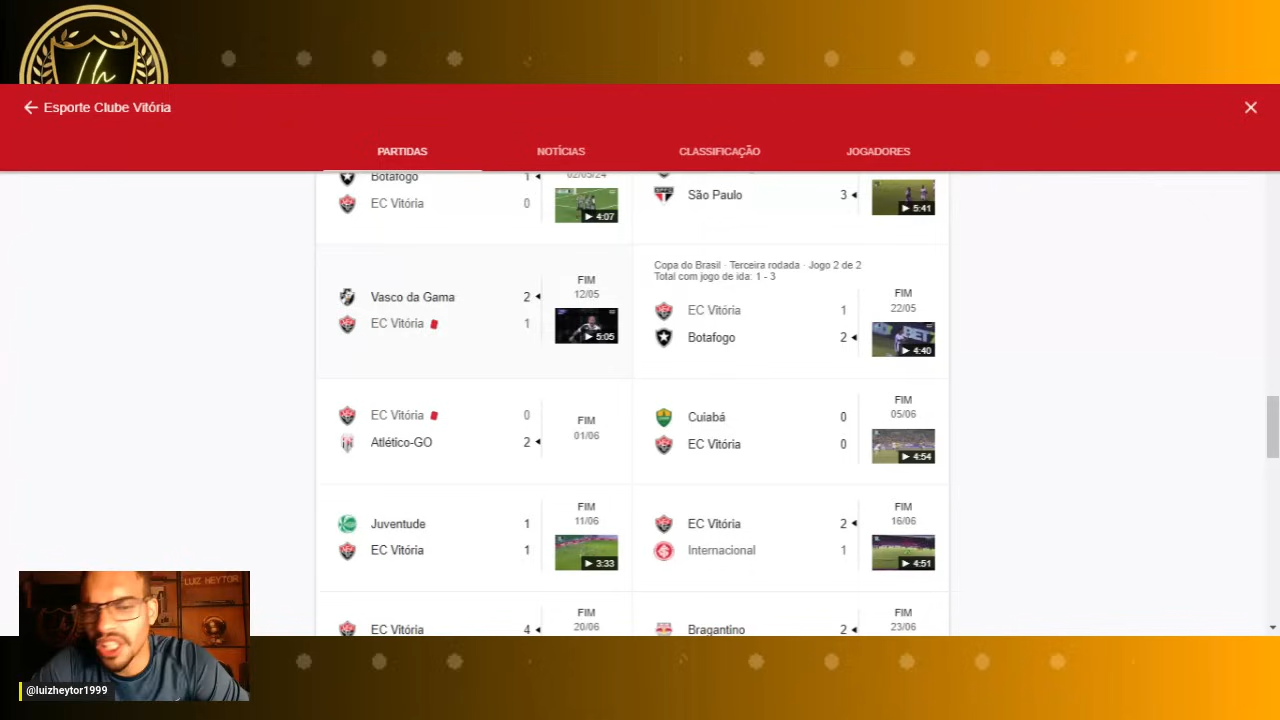 lh
← Esporte Clube Vitória
PARTIDAS
NOTÍCIAS
CLASSIFICAÇÃO
JOGADORES
Botafogo 1
02/05/24
EC Vitória 0
4:07
São Paulo 3
5:41
Vasco da Gama 2
EC Vitória 1
FIM
12/05
5:05
Copa do Brasil · Terceira rodada · Jogo 2 de 2
Total com jogo de ida: 1 - 3
EC Vitória 1
Botafogo 2
FIM
22/05
4:40
EC Vitória 0
Atlético-GO 2
FIM
01/06
Cuiabá 0
EC Vitória 0
FIM
05/06
4:54
Juventude 1
EC Vitória 1
FIM
11/06
3:33
EC Vitória 2
Internacional 1
FIM
16/06
4:51
EC Vitória 4
FIM
20/06
Bragantino 2
FIM
23/06
LUIZ HEYTOR
@luizheytor1999